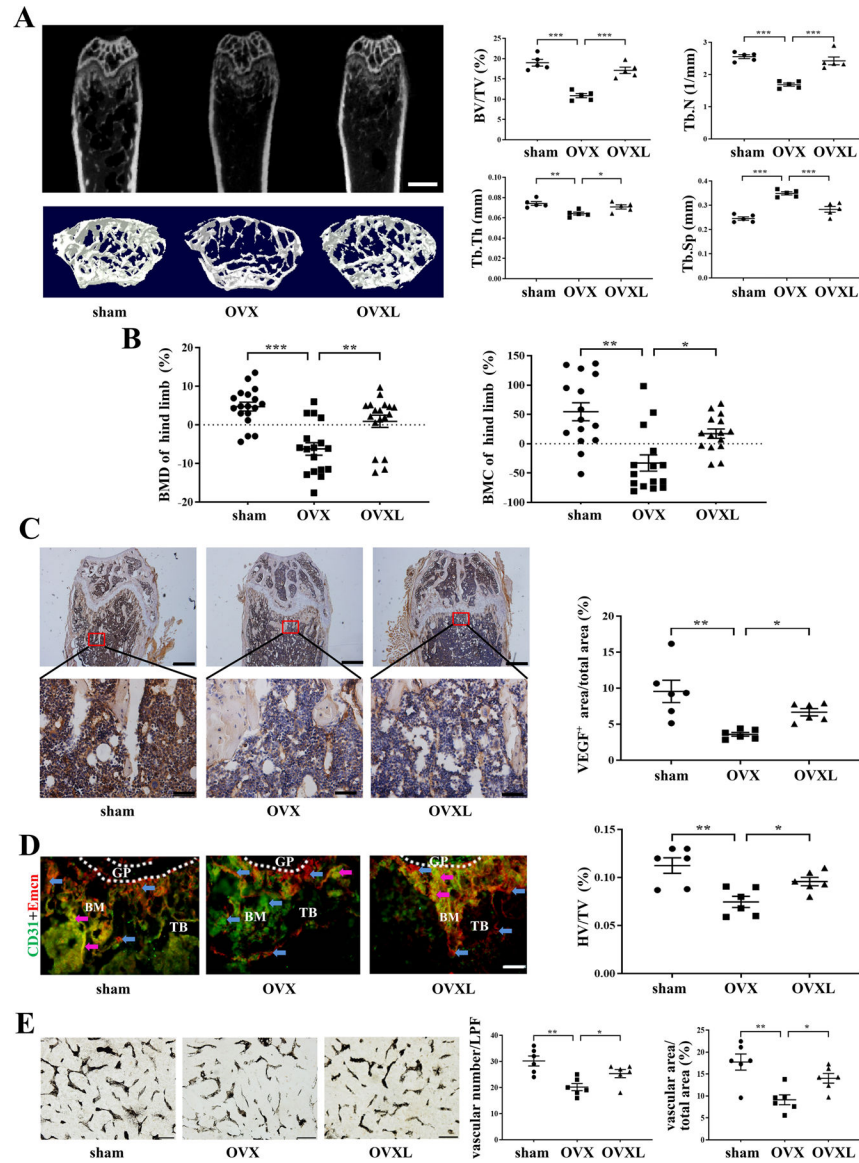 A
sham OVX OVXL
*** ***
BV/TV (%)
25
20
15
10
5
0
sham OVX OVXL
*** ***
Tb.N (1/mm)
3
2
1
0
sham OVX OVXL
** *
Tb.Th (mm)
0.10
0.08
0.06
0.04
0.02
0.00
sham OVX OVXL
*** ***
Tb.Sp (mm)
0.4
0.3
0.2
0.1
0.0
sham OVX OVXL
B
*** **
BMD of hind limb (%)
20
10
0
-10
-20
sham OVX OVXL
** *
BMC of hind limb (%)
150
100
50
0
-50
-100
sham OVX OVXL
C
sham OVX OVXL
** *
VEGF+ area/total area (%)
20
15
10
5
0
sham OVX OVXL
D
CD31+Emcn
GP BM TB
GP BM TB
GP BM TB
sham OVX OVXL
** *
HV/TV (%)
0.15
0.10
0.05
0.00
sham OVX OVXL
E
sham OVX OVXL
** *
vascular number/LPF
40
30
20
10
0
sham OVX OVXL
** *
vascular area/
total area (%)
25
20
15
10
5
0
sham OVX OVXL